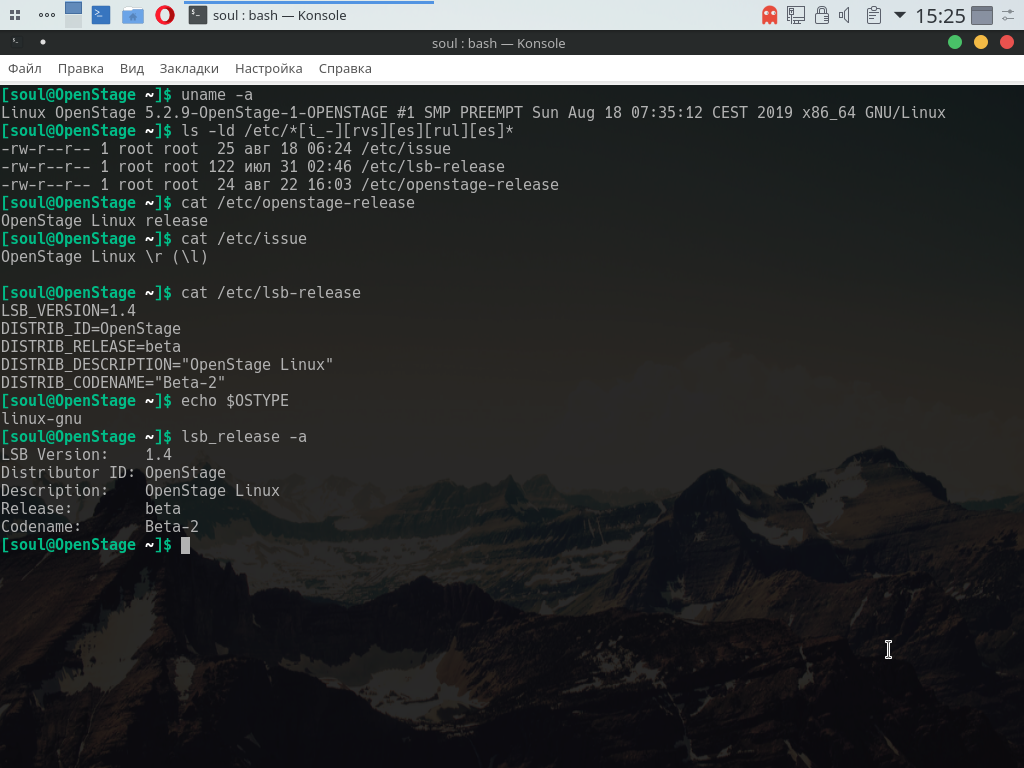 soul : bash — Konsole
15:25
soul : bash — Konsole
Файл Правка Вид Закладки Настройка Справка
[soul@OpenStage ~]$ uname -a
Linux OpenStage 5.2.9-OpenStage-1-OPENSTAGE #1 SMP PREEMPT Sun Aug 18 07:35:12 CEST 2019 x86_64 GNU/Linux
[soul@OpenStage ~]$ ls -ld /etc/*[i_-][rvs][es][rul][es]*
-rw-r--r-- 1 root root  25 авг 18 06:24 /etc/issue
-rw-r--r-- 1 root root 122 июл 31 02:46 /etc/lsb-release
-rw-r--r-- 1 root root  24 авг 22 16:03 /etc/openstage-release
[soul@OpenStage ~]$ cat /etc/openstage-release
OpenStage Linux release
[soul@OpenStage ~]$ cat /etc/issue
OpenStage Linux \r (\l)
[soul@OpenStage ~]$ cat /etc/lsb-release
LSB_VERSION=1.4
DISTRIB_ID=OpenStage
DISTRIB_RELEASE=beta
DISTRIB_DESCRIPTION="OpenStage Linux"
DISTRIB_CODENAME="Beta-2"
[soul@OpenStage ~]$ echo $OSTYPE
linux-gnu
[soul@OpenStage ~]$ lsb_release -a
LSB Version:    1.4
Distributor ID: OpenStage
Description:    OpenStage Linux
Release:        beta
Codename:       Beta-2
[soul@OpenStage ~]$